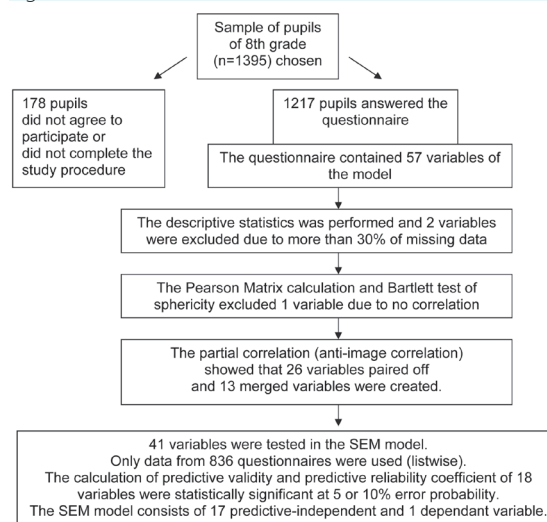 Sample of pupils
of 8th grade
(n=1395) chosen
178 pupils
did not agree to
participate or
did not complete the
study procedure
1217 pupils answered the
questionnaire
The questionnaire contained 57 variables of
the model
The descriptive statistics was performed and 2 variables
were excluded due to more than 30% of missing data
The Pearson Matrix calculation and Bartlett test of
sphericity excluded 1 variable due to no correlation
The partial correlation (anti-image correlation)
showed that 26 variables paired off
and 13 merged variables were created.
41 variables were tested in the SEM model.
Only data from 836 questionnaires were used (listwise).
The calculation of predictive validity and predictive reliability coefficient of 18
variables were statistically significant at 5 or 10% error probability.
The SEM model consists of 17 predictive-independent and 1 dependant variable.